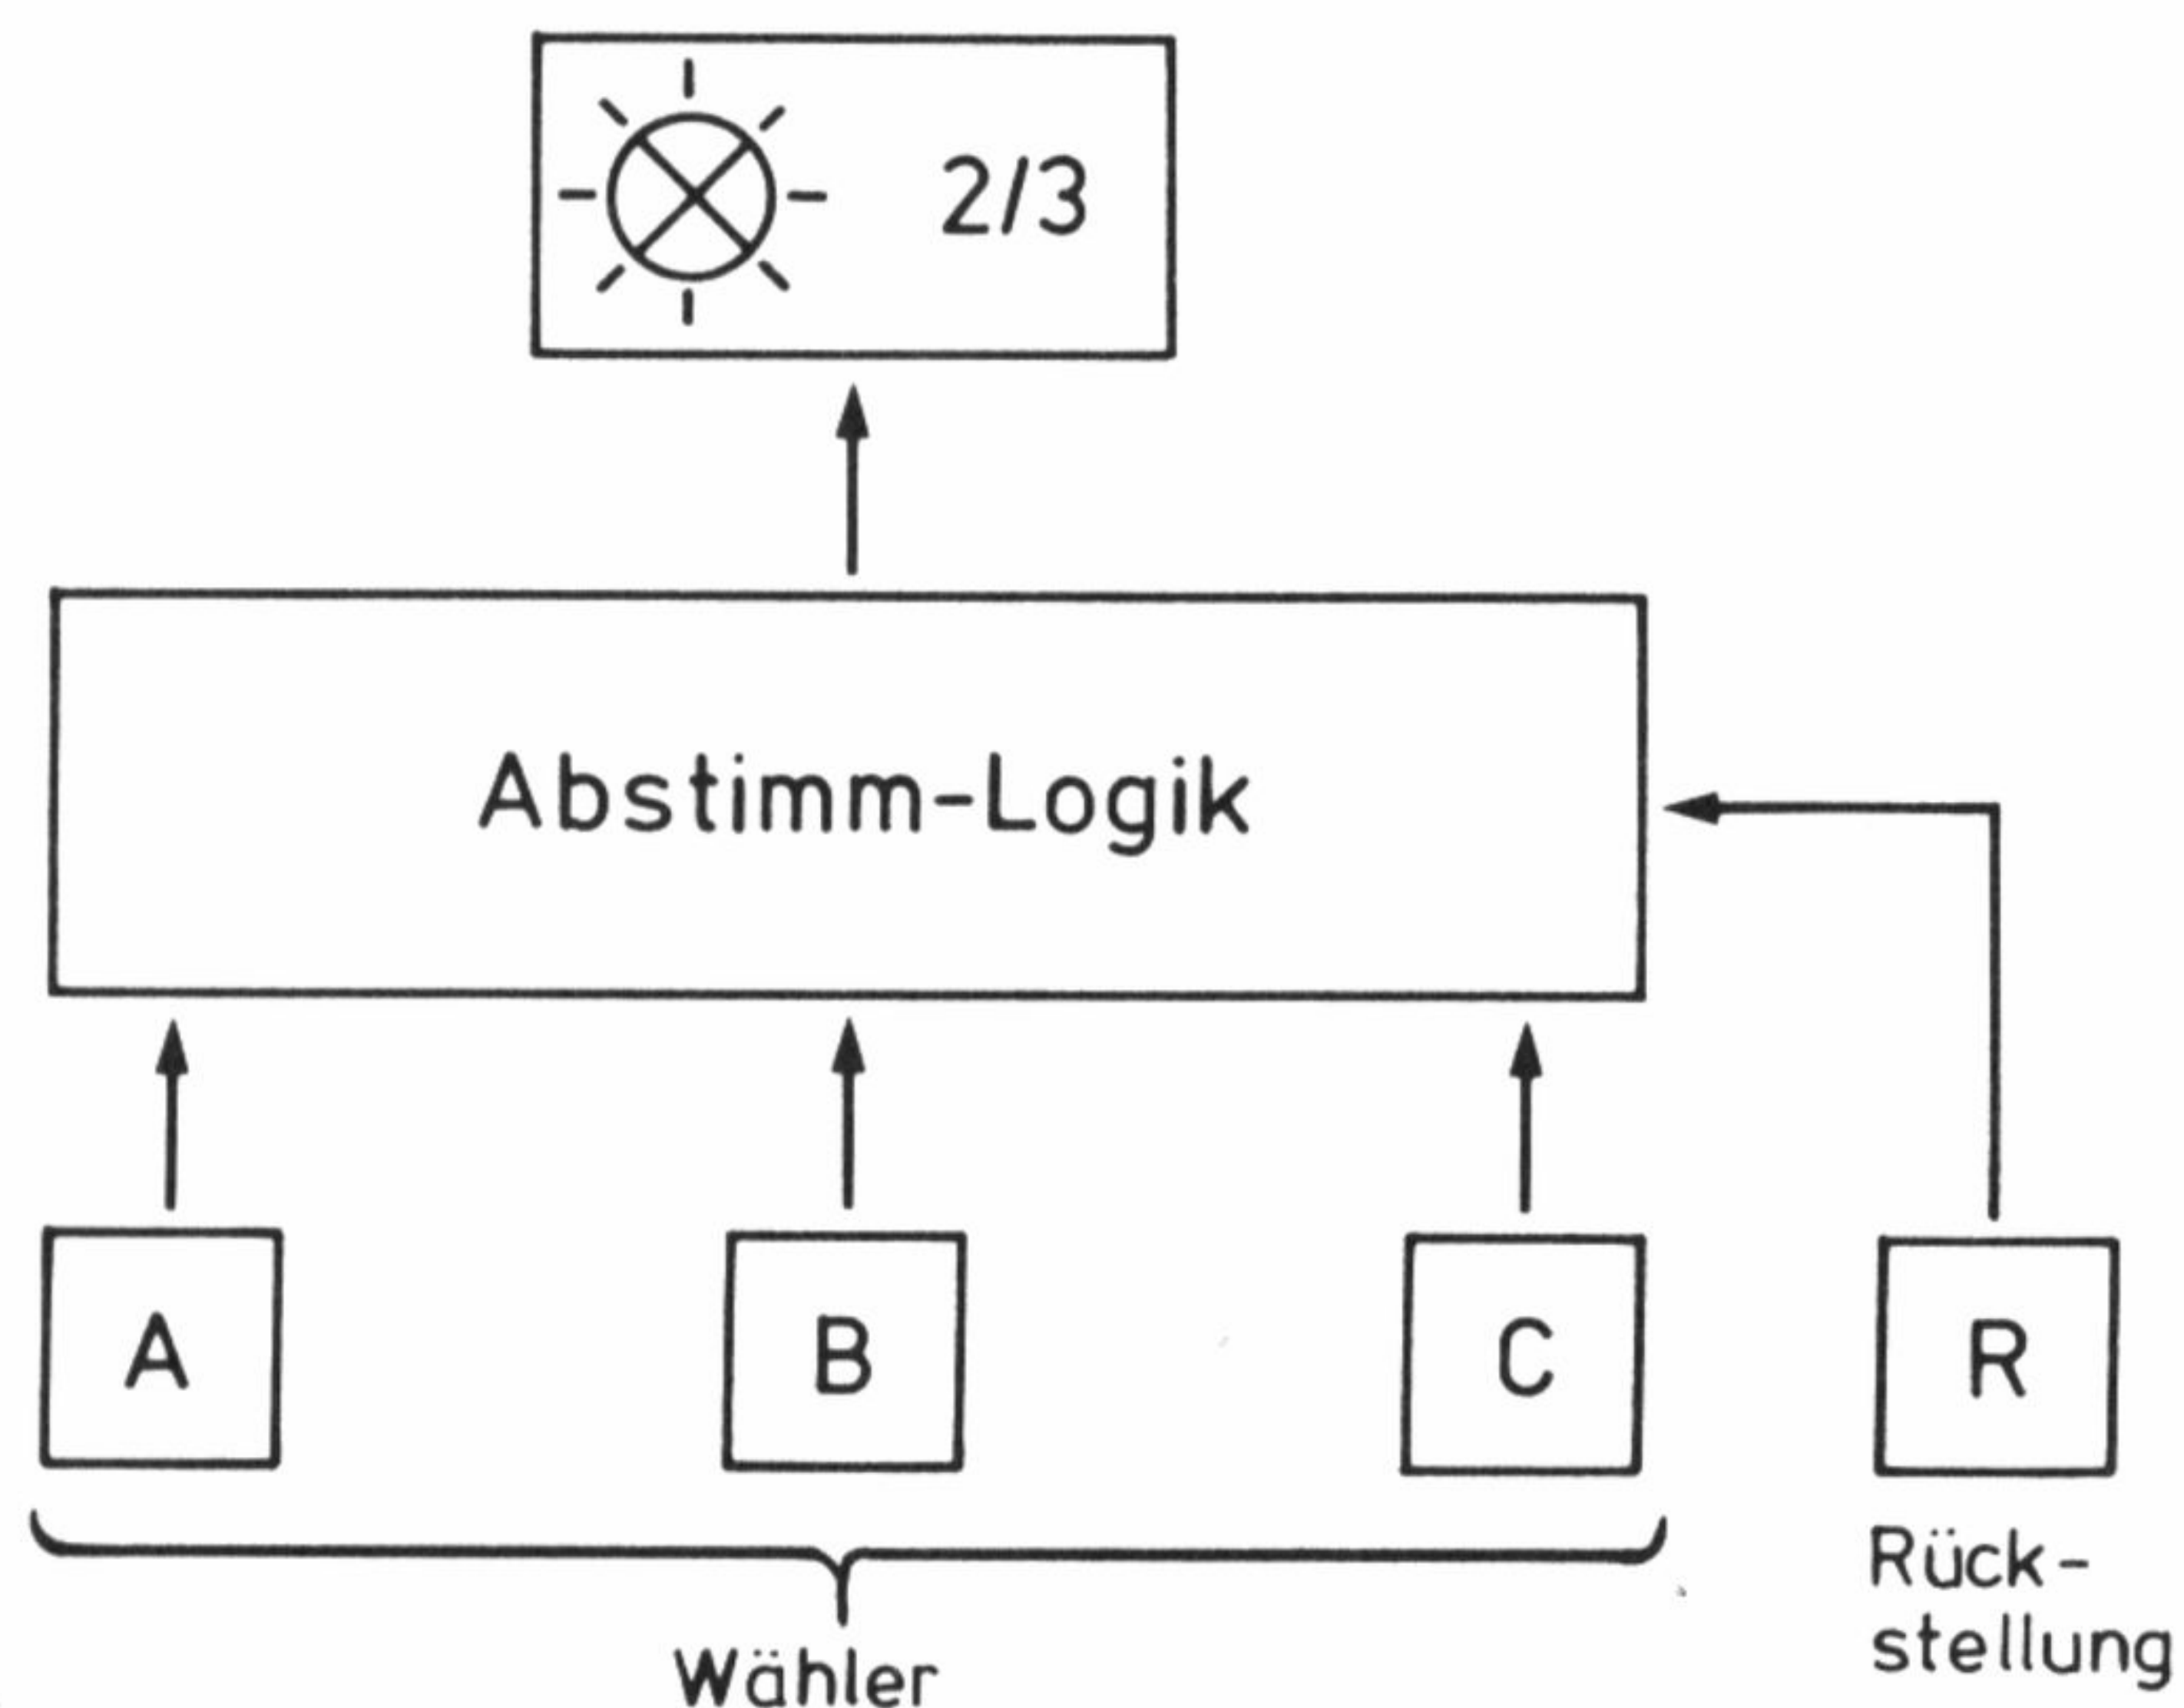 2/3
Abstimm-Logik
A
B
C
R
Wähler
Rück-
stellung